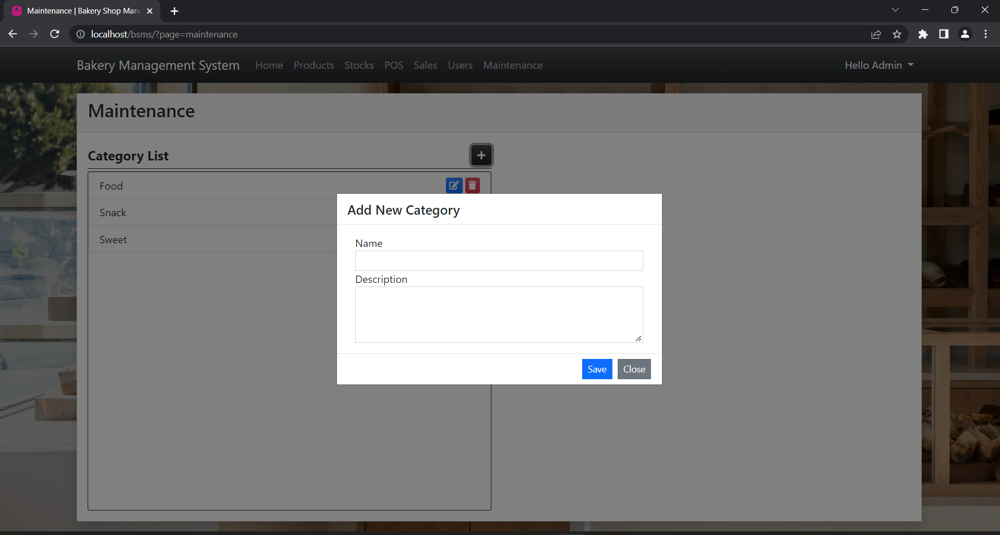 Maintenance | Bakery Shop Mana
localhost/bsms/?page=maintenance
Bakery Management System Home Products Stocks POS Sales Users Maintenance Hello Admin
Maintenance
Category List
Food
Snack
Sweet
Add New Category
Name
Description
Save Close